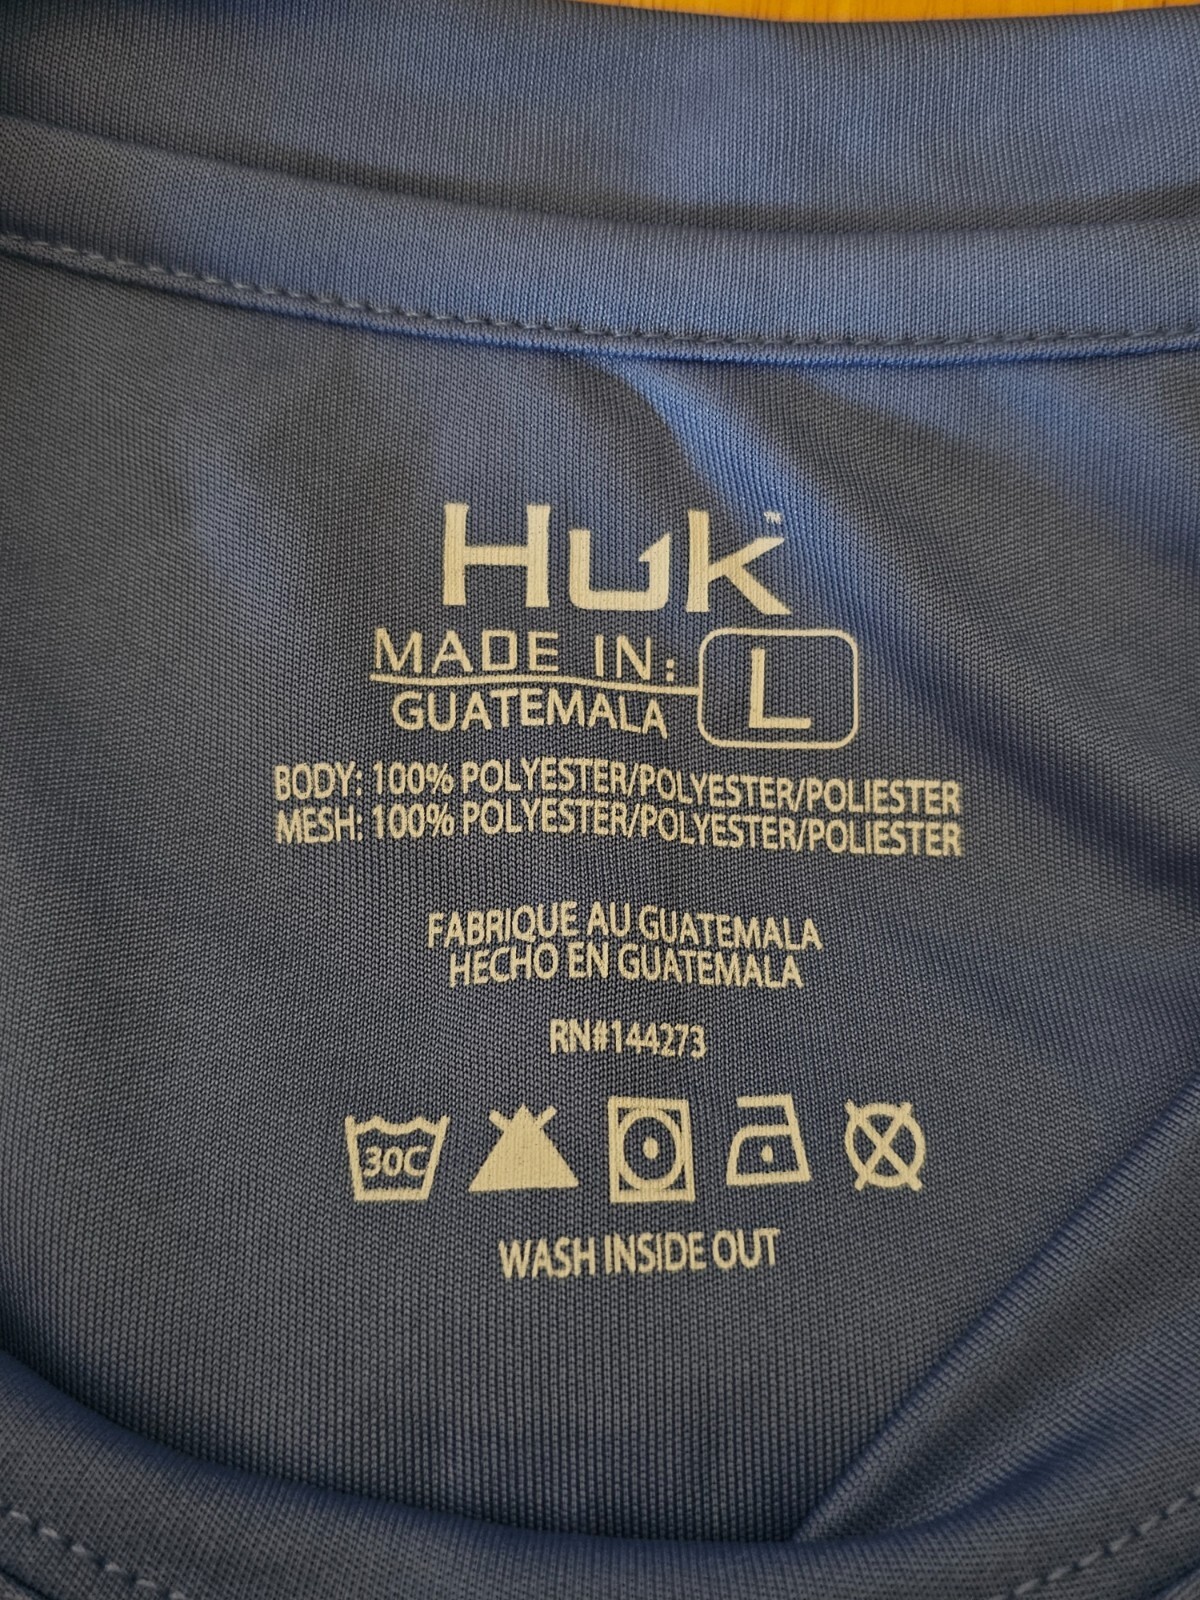 HUK™
MADE IN:
GUATEMALA
L
BODY: 100% POLYESTER/POLYESTER/POLIESTER
MESH: 100% POLYESTER/POLYESTER/POLIESTER
FABRIQUE AU GUATEMALA
HECHO EN GUATEMALA
RN#144273
30C
WASH INSIDE OUT